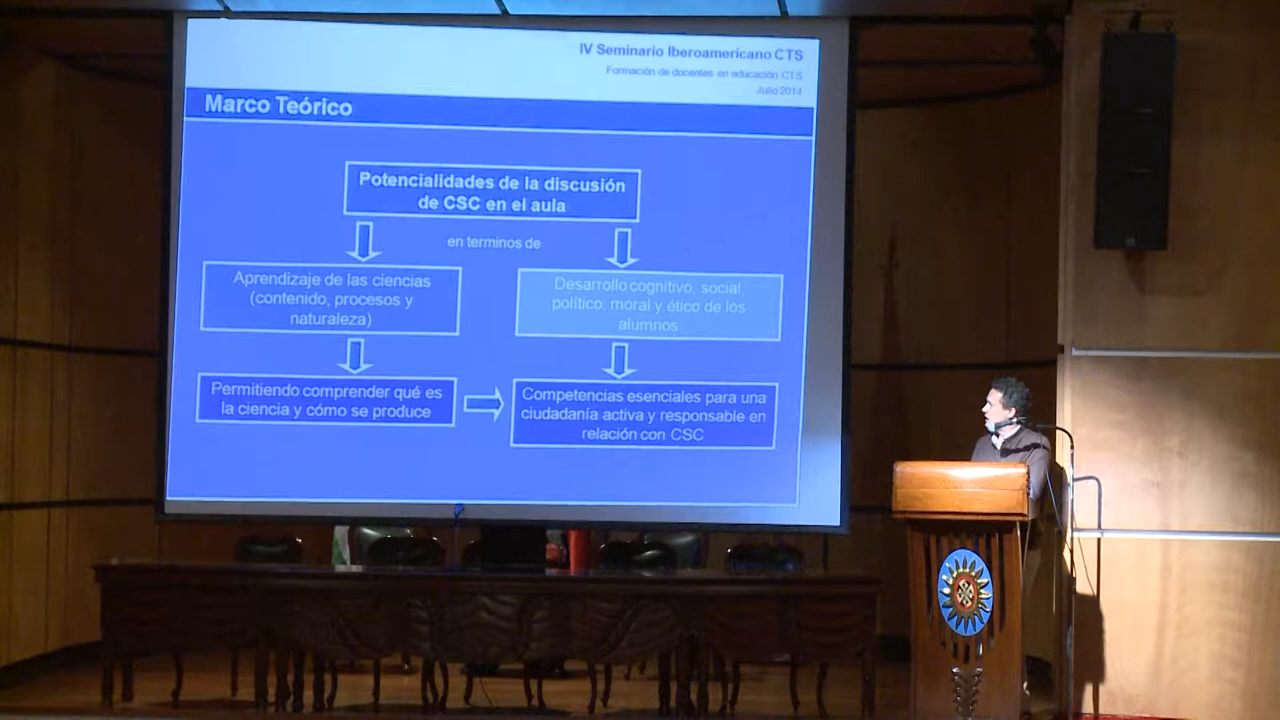 IV Seminario Iberoamericano CTS
Formación de docentes en educación CTS
Julio 2014
Marco Teórico
Potencialidades de la discusión
de CSC en el aula
en terminos de
Aprendizaje de las ciencias
(contenido, procesos y
naturaleza)
Desarrollo cognitivo, social,
político, moral y ético de los
alumnos
Permitiendo comprender qué es
la ciencia y cómo se produce
Competencias esenciales para una
ciudadanía activa y responsable en
relación con CSC